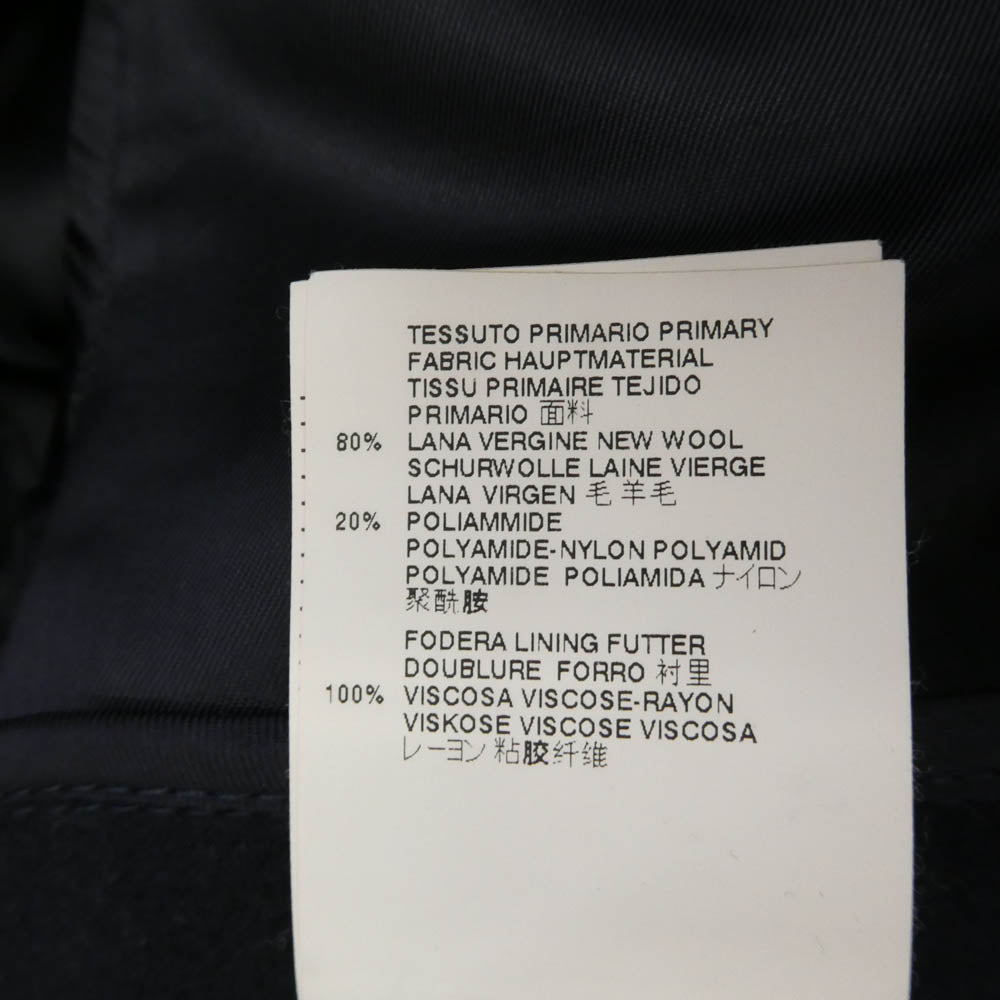 TESSUTO PRIMARIO PRIMARY
FABRIC HAUPTMATERIAL
TISSU PRIMAIRE TEJIDO
PRIMARIO 面料
80% LANA VERGINE NEW WOOL
SCHURWOLLE LAINE VIERGE
LANA VIRGEN 毛 羊毛
20% POLIAMMIDE
POLYAMIDE-NYLON POLYAMID
POLYAMIDE POLIAMIDA ナイロン
聚酰胺
FODERA LINING FUTTER
DOUBLURE FORRO 衬里
100% VISCOSA VISCOSE-RAYON
VISKOSE VISCOSE VISCOSA
レーヨン 粘胶纤维